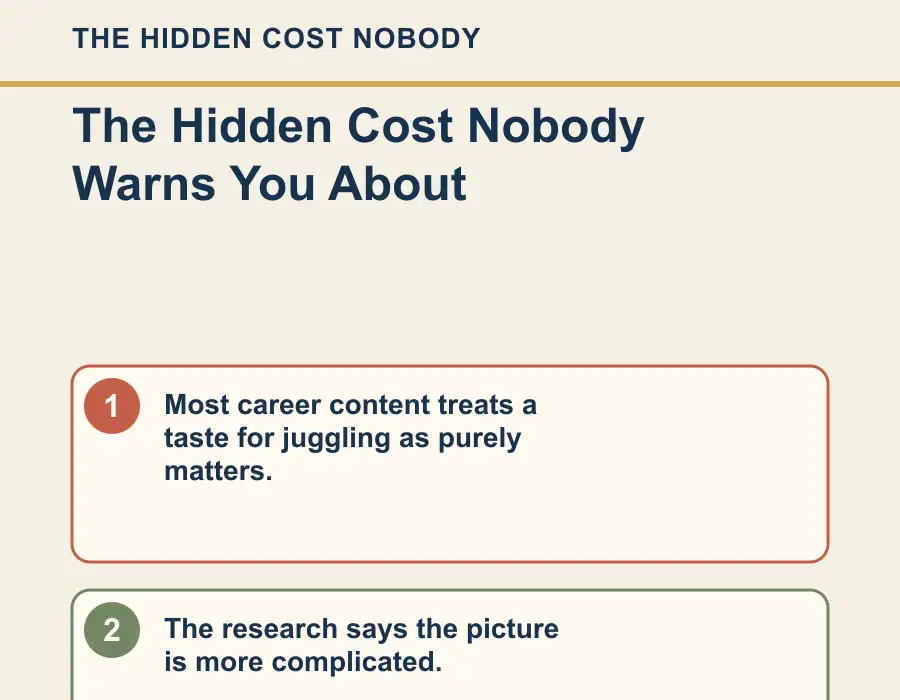 THE HIDDEN COST NOBODY
The Hidden Cost Nobody
Warns You About
1
Most career content treats a
taste for juggling as purely
matters.
2
The research says the picture
is more complicated.